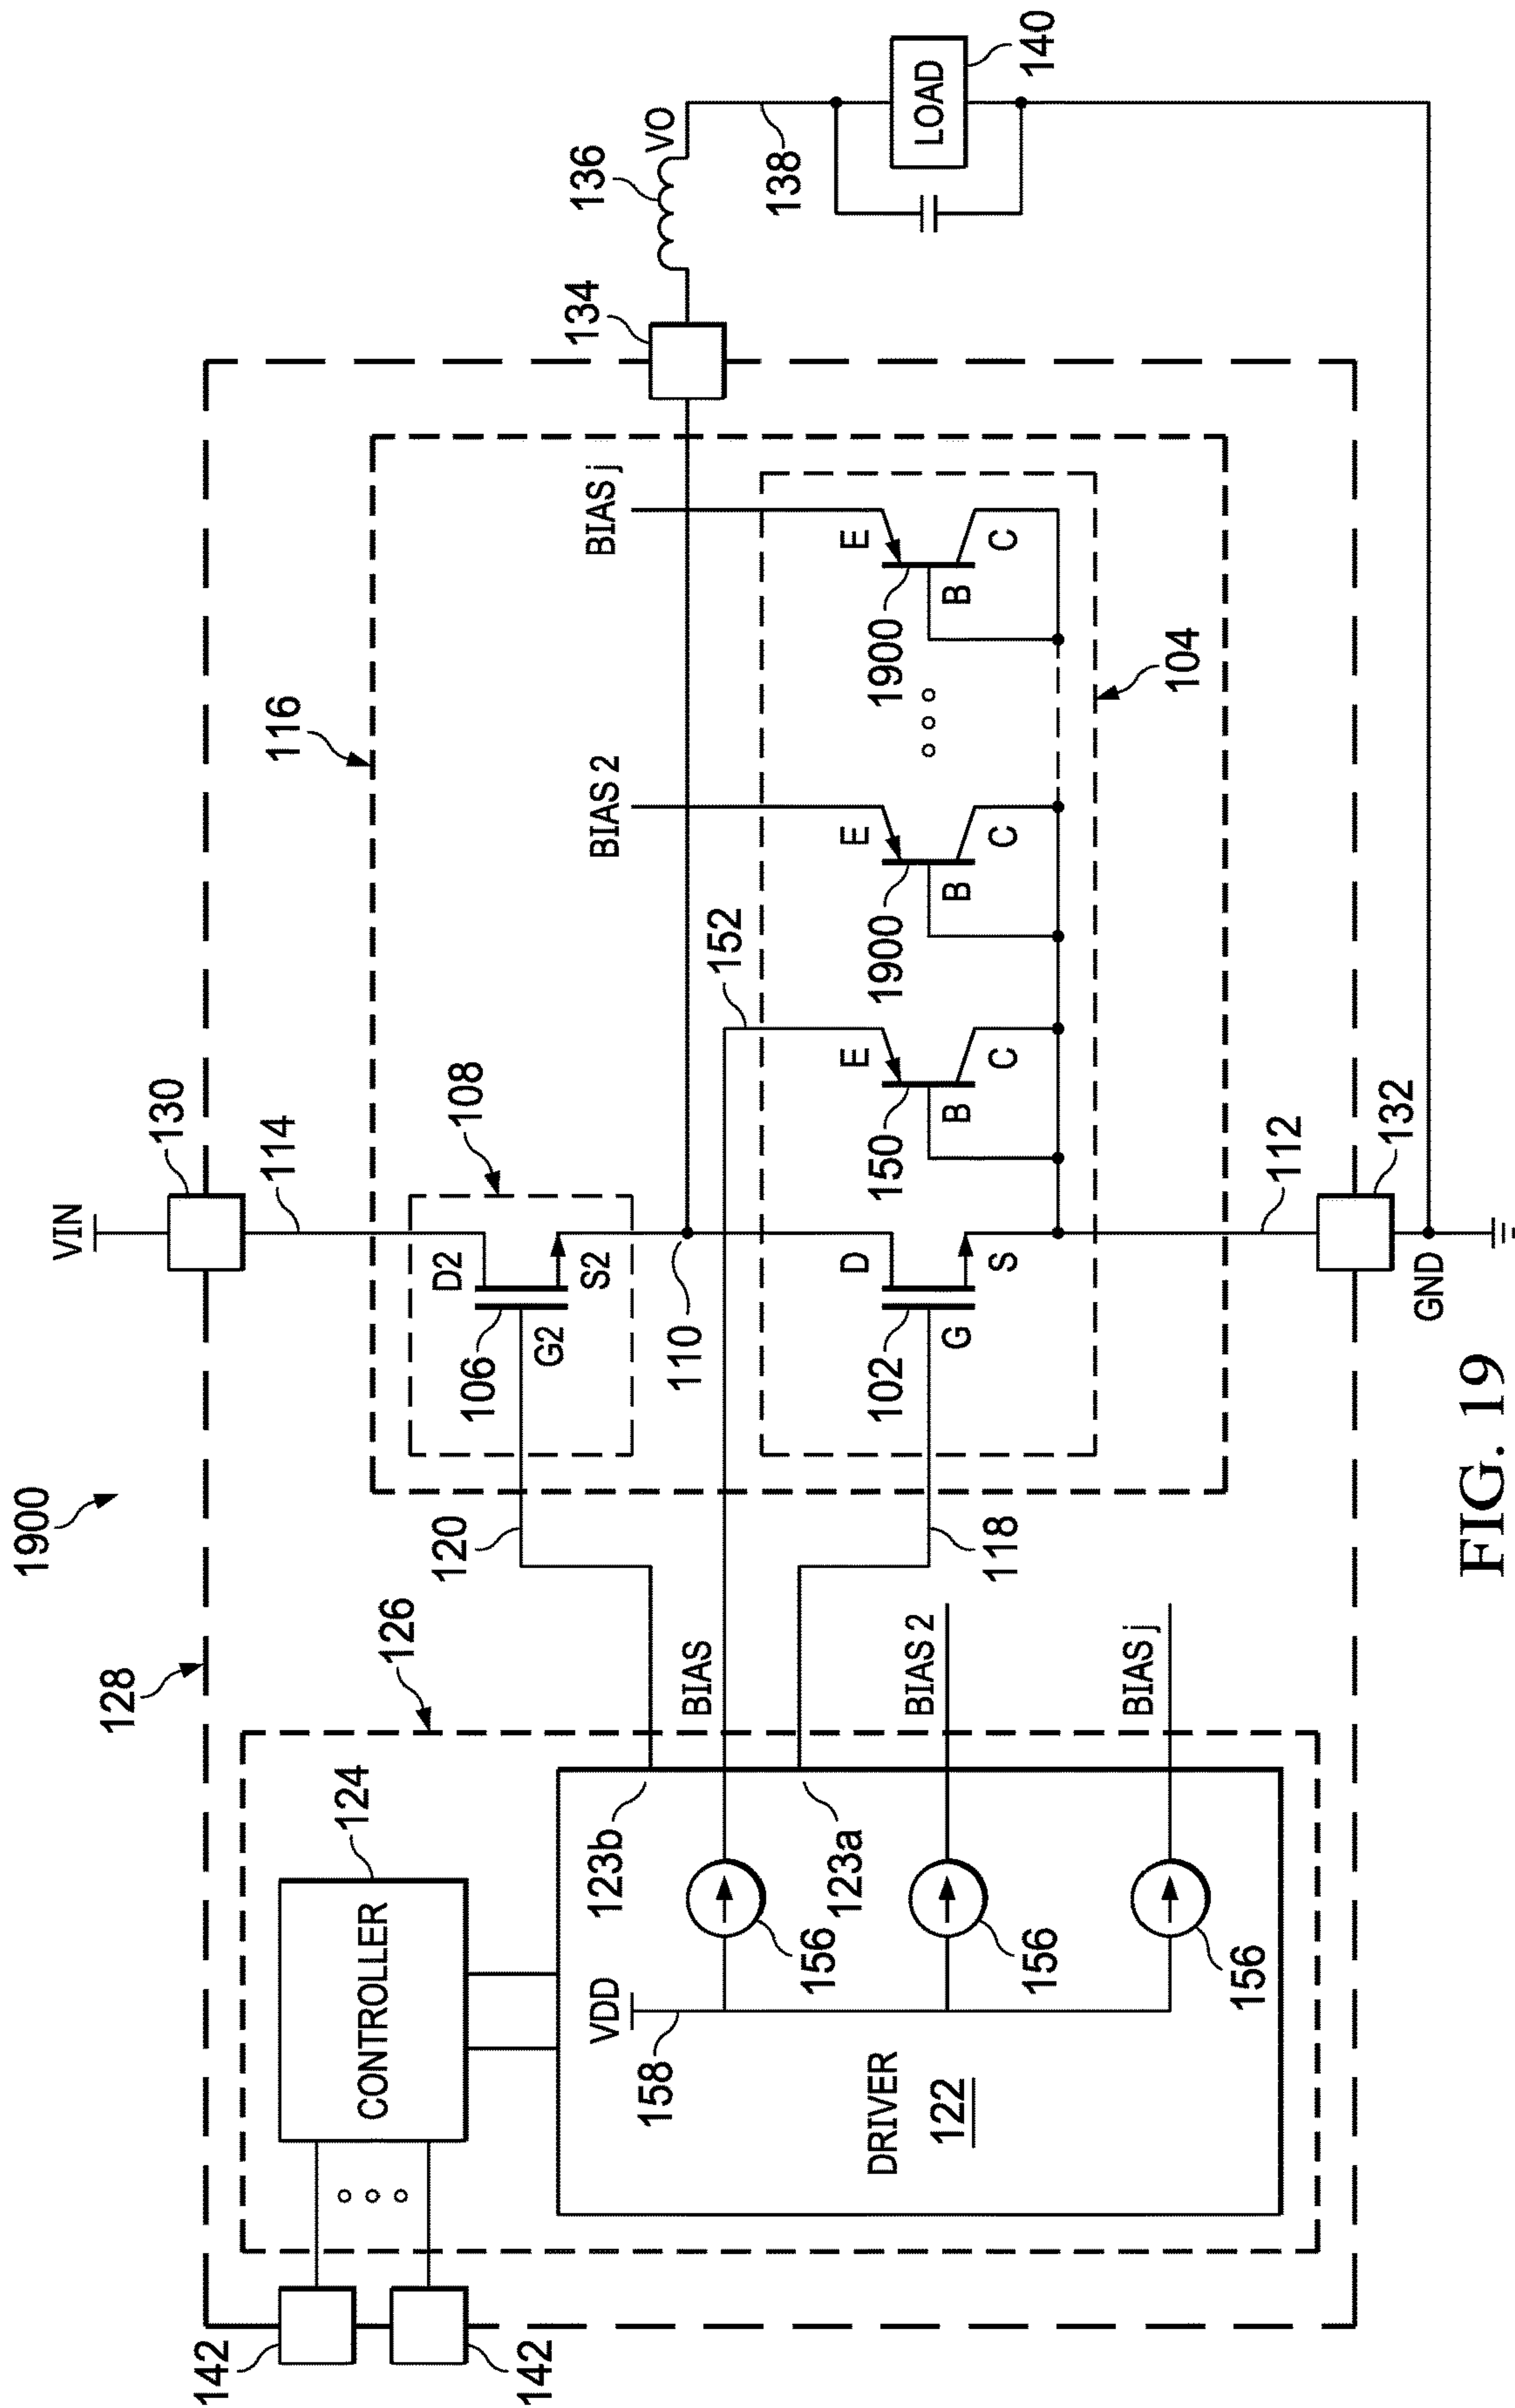 1900
128
VIN
130
114
116
126
124
CONTROLLER
142
142
120
108
D2
G2
S2
106
110
BIAS 2
BIAS j
134
136
VO
138
LOAD
140
BIAS
152
123b
123a
VDD
158
156
156
156
DRIVER
122
BIAS 2
BIAS j
118
102
D
G
S
150
E
B
C
1900
E
B
C
1900
E
B
C
104
112
132
GND
FIG. 19